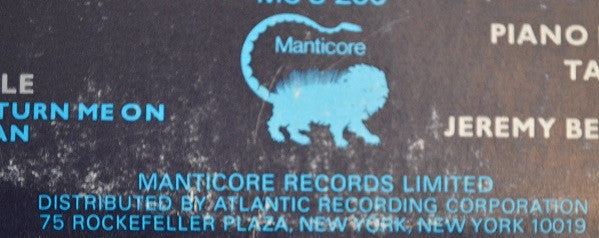 Manticore
PIANO
TA
LE
TURN ME ON
AN
JEREMY BE
MANTICORE RECORDS LIMITED
DISTRIBUTED BY ATLANTIC RECORDING CORPORATION
75 ROCKEFELLER PLAZA, NEW YORK, NEW YORK 10019